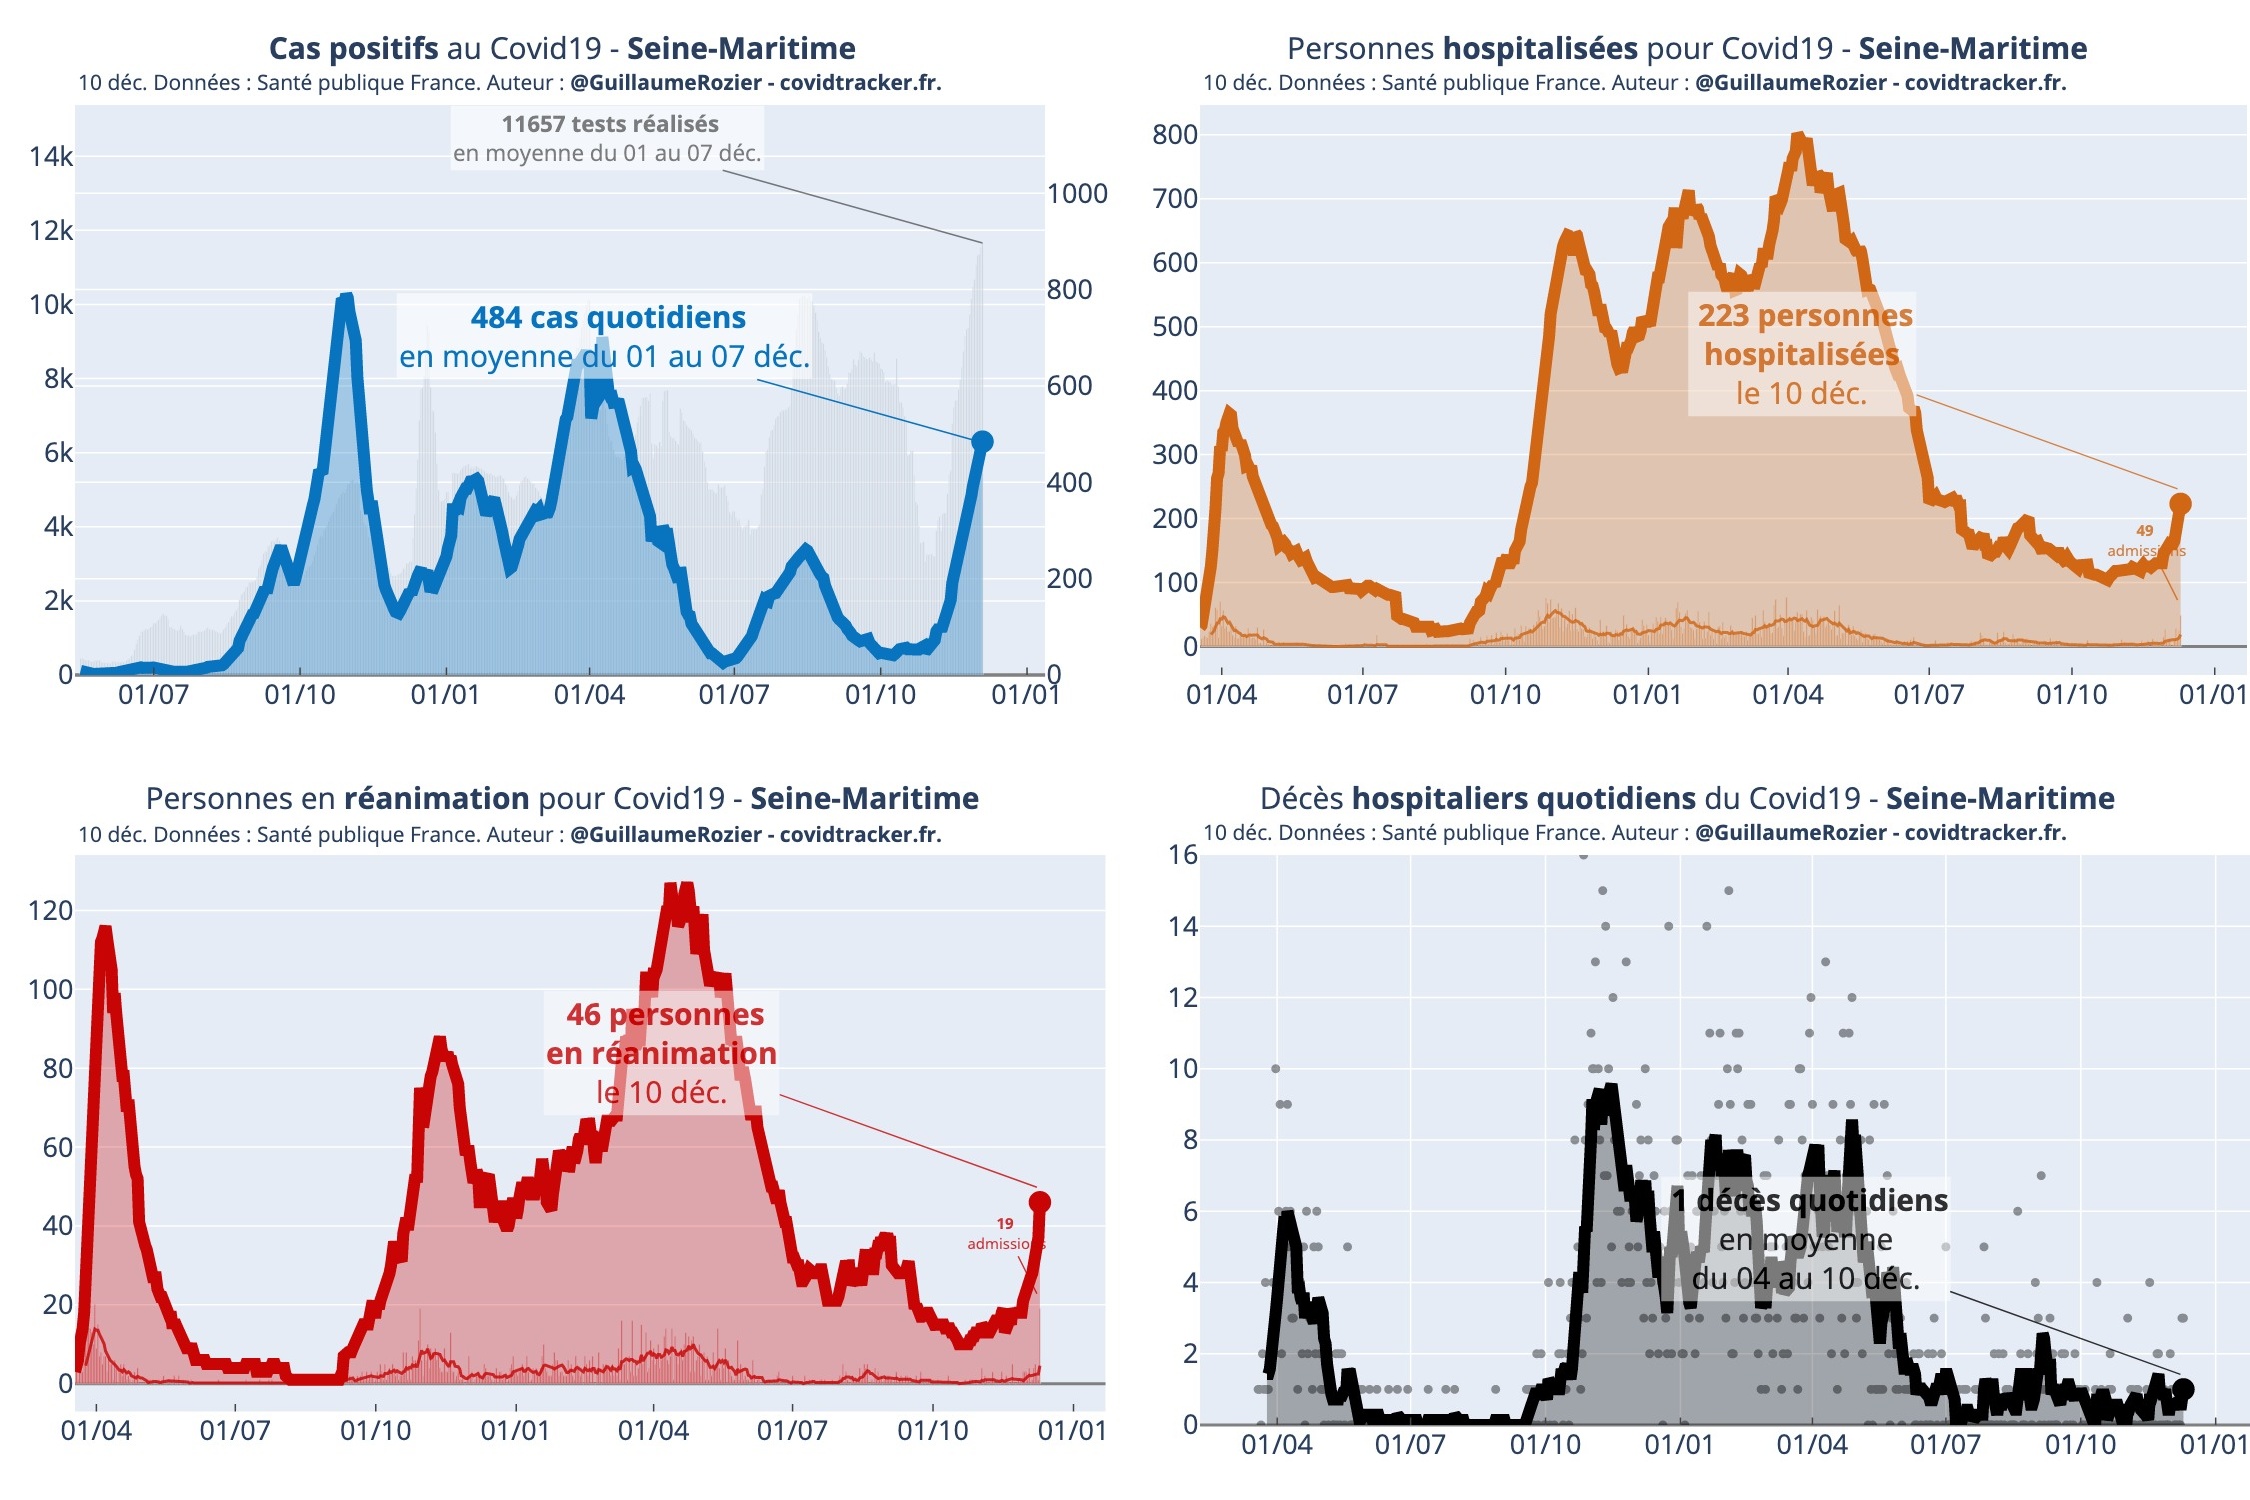 Cas positifs au Covid19 - Seine-Maritime
10 déc. Données : Santé publique France. Auteur : @GuillaumeRozier - covidtracker.fr.
11657 tests réalisés
en moyenne du 01 au 07 déc.
484 cas quotidiens
en moyenne du 01 au 07 déc.
14k
12k
10k
8k
6k
4k
2k
0
1000
800
600
400
200
0
01/07 01/10 01/01 01/04 01/07 01/10 01/01
Personnes hospitalisées pour Covid19 - Seine-Maritime
10 déc. Données : Santé publique France. Auteur : @GuillaumeRozier - covidtracker.fr.
800
700
600
500
400
300
200
100
0
223 personnes
hospitalisées
le 10 déc.
49
admissions
01/04 01/07 01/10 01/01 01/04 01/07 01/10 01/01
Personnes en réanimation pour Covid19 - Seine-Maritime
10 déc. Données : Santé publique France. Auteur : @GuillaumeRozier - covidtracker.fr.
120
100
80
60
40
20
0
46 personnes
en réanimation
le 10 déc.
19
admissions
01/04 01/07 01/10 01/01 01/04 01/07 01/10 01/01
Décès hospitaliers quotidiens du Covid19 - Seine-Maritime
10 déc. Données : Santé publique France. Auteur : @GuillaumeRozier - covidtracker.fr.
16
14
12
10
8
6
4
2
0
1 décès quotidiens
en moyenne
du 04 au 10 déc.
01/04 01/07 01/10 01/01 01/04 01/07 01/10 01/01